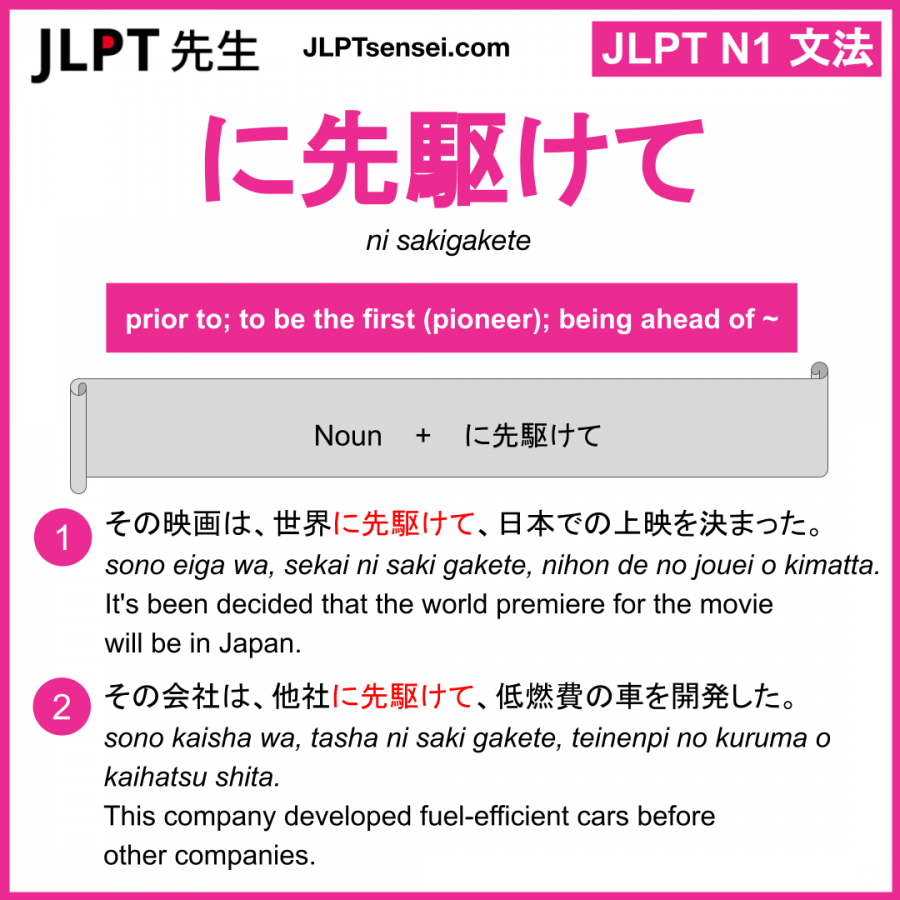 JLPT 先生
JLPTsensei.com
JLPT N1 文法
に先駆けて
ni sakigakete
prior to; to be the first (pioneer); being ahead of ~
Noun + に先駆けて
1 その映画は、世界に先駆けて、日本での上映を決まった。
sono eiga wa, sekai ni saki gakete, nihon de no jouei o kimatta.
It's been decided that the world premiere for the movie
will be in Japan.
2 その会社は、他社に先駆けて、低燃費の車を開発した。
sono kaisha wa, tasha ni saki gakete, teinenpi no kuruma o
kaihatsu shita.
This company developed fuel-efficient cars before
other companies.